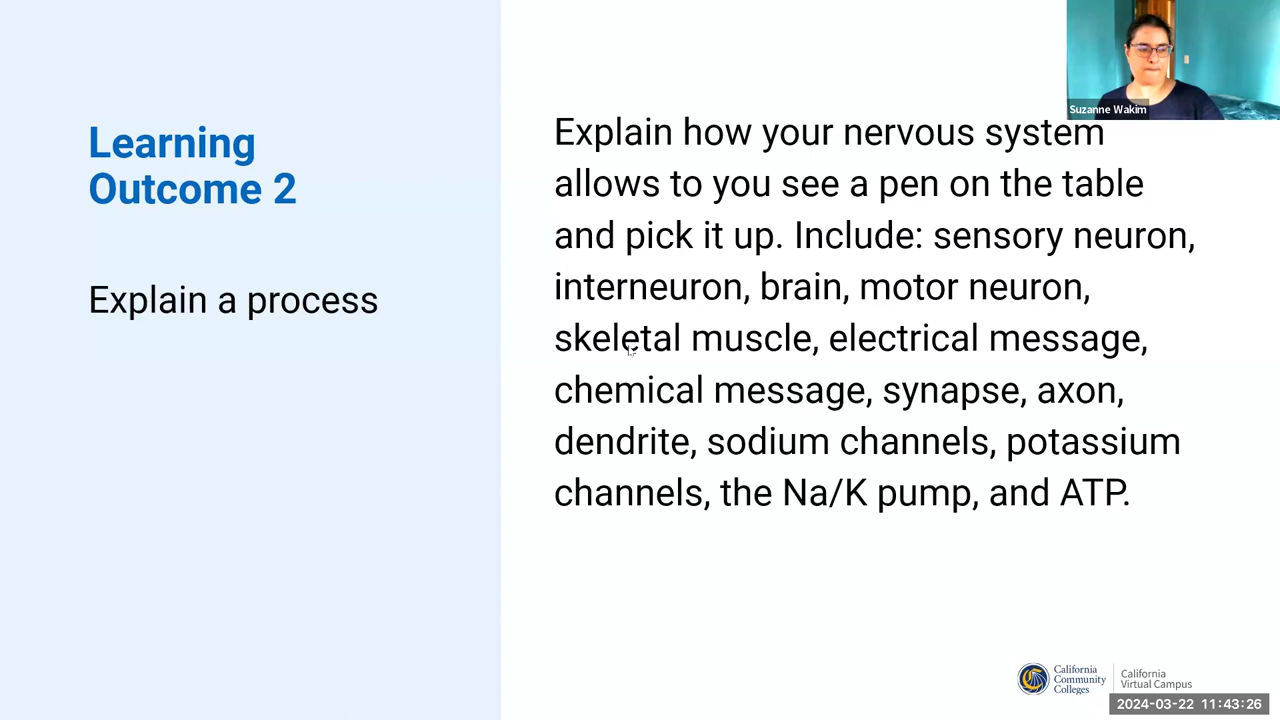 Learning
Outcome 2
Explain a process
Explain how your nervous system
allows to you see a pen on the table
and pick it up. Include: sensory neuron,
interneuron, brain, motor neuron,
skeletal muscle, electrical message,
chemical message, synapse, axon,
dendrite, sodium channels, potassium
channels, the Na/K pump, and ATP.
Suzanne Wakim
California
Community
Colleges
California
Virtual Campus
2024-03-22 11:43:26